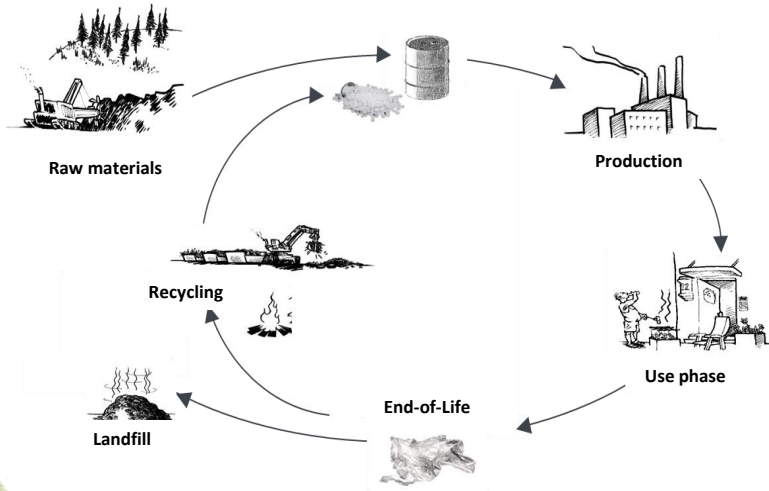 Raw materials
Production
Recycling
Use phase
End-of-Life
Landfill